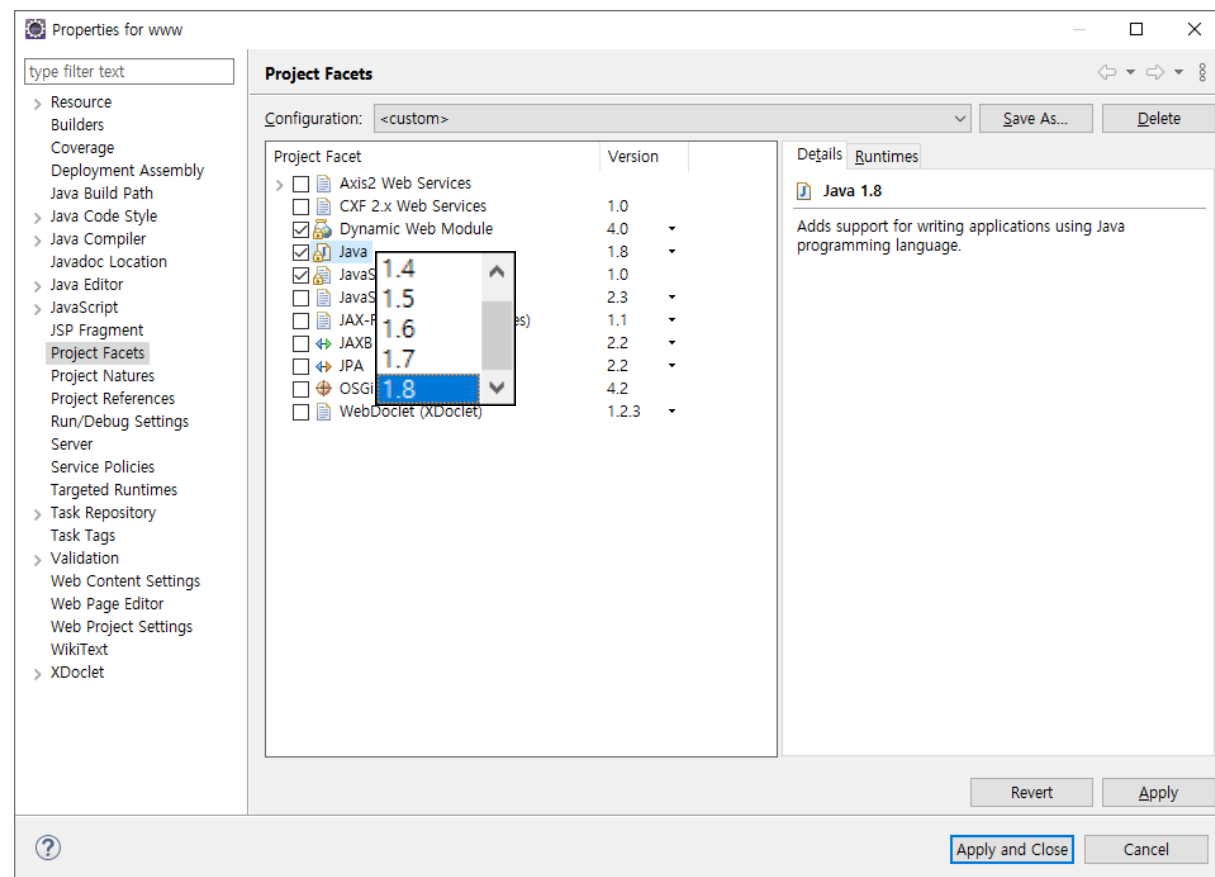 Properties for www
type filter text
Resource
Builders
Coverage
Deployment Assembly
Java Build Path
Java Code Style
Java Compiler
Javadoc Location
Java Editor
JavaScript
JSP Fragment
Project Facets
Project Natures
Project References
Run/Debug Settings
Server
Service Policies
Targeted Runtimes
Task Repository
Task Tags
Validation
Web Content Settings
Web Page Editor
Web Project Settings
WikiText
XDoclet
Project Facets
Configuration: <custom> Save As... Delete
Project Facet Version
Axis2 Web Services
CXF 2.x Web Services 1.0
Dynamic Web Module 4.0
Java 1.8
JavaS 1.0
JavaS 2.3
JAX-R es) 1.1
JAXB 2.2
JPA 2.2
OSGi 4.2
WebDoclet (XDoclet) 1.2.3
1.4
1.5
1.6
1.7
1.8
Details Runtimes
Java 1.8
Adds support for writing applications using Java
programming language.
Revert Apply
Apply and Close Cancel